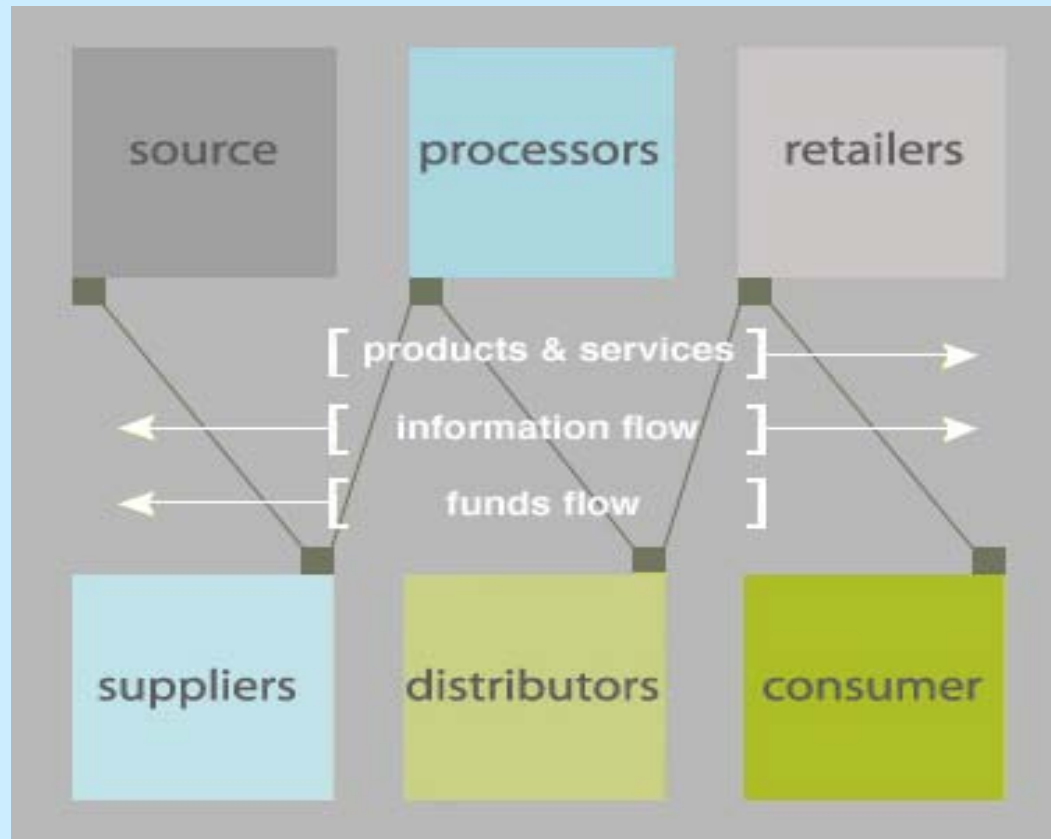 source processors retailers
[ products & services ]
[ information flow ]
[ funds flow ]
suppliers distributors consumer